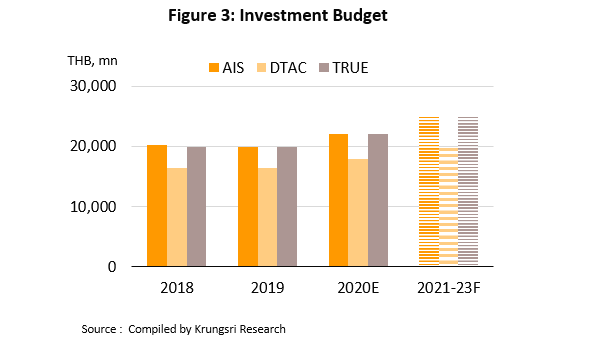 Figure 3: Investment Budget
THB, mn
AIS DTAC TRUE
30,000
20,000
10,000
0
2018 2019 2020E 2021-23F
Source : Compiled by Krungsri Research